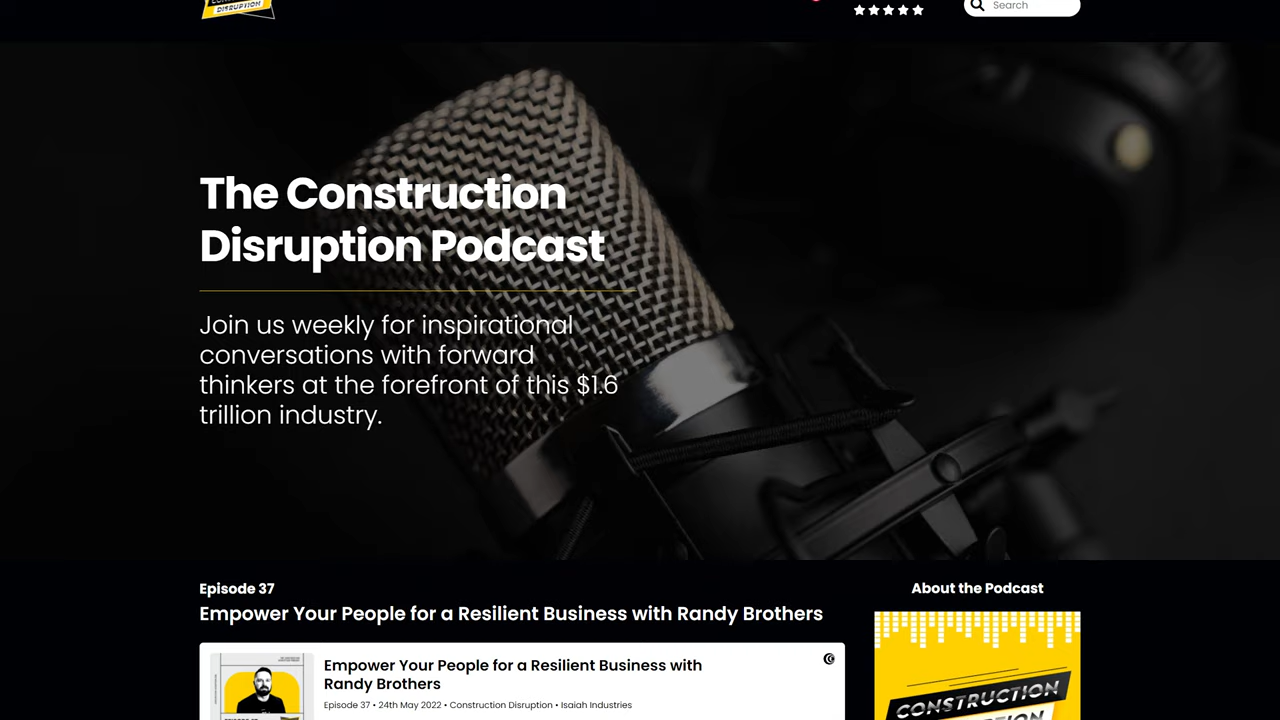 DISRUPTION
Search
The Construction
Disruption Podcast
Join us weekly for inspirational
conversations with forward
thinkers at the forefront of this $1.6
trillion industry.
Episode 37
Empower Your People for a Resilient Business with Randy Brothers
About the Podcast
Empower Your People for a Resilient Business with
Randy Brothers
Episode 37 • 24th May 2022 • Construction Disruption • Isaiah Industries
CONSTRUCTION